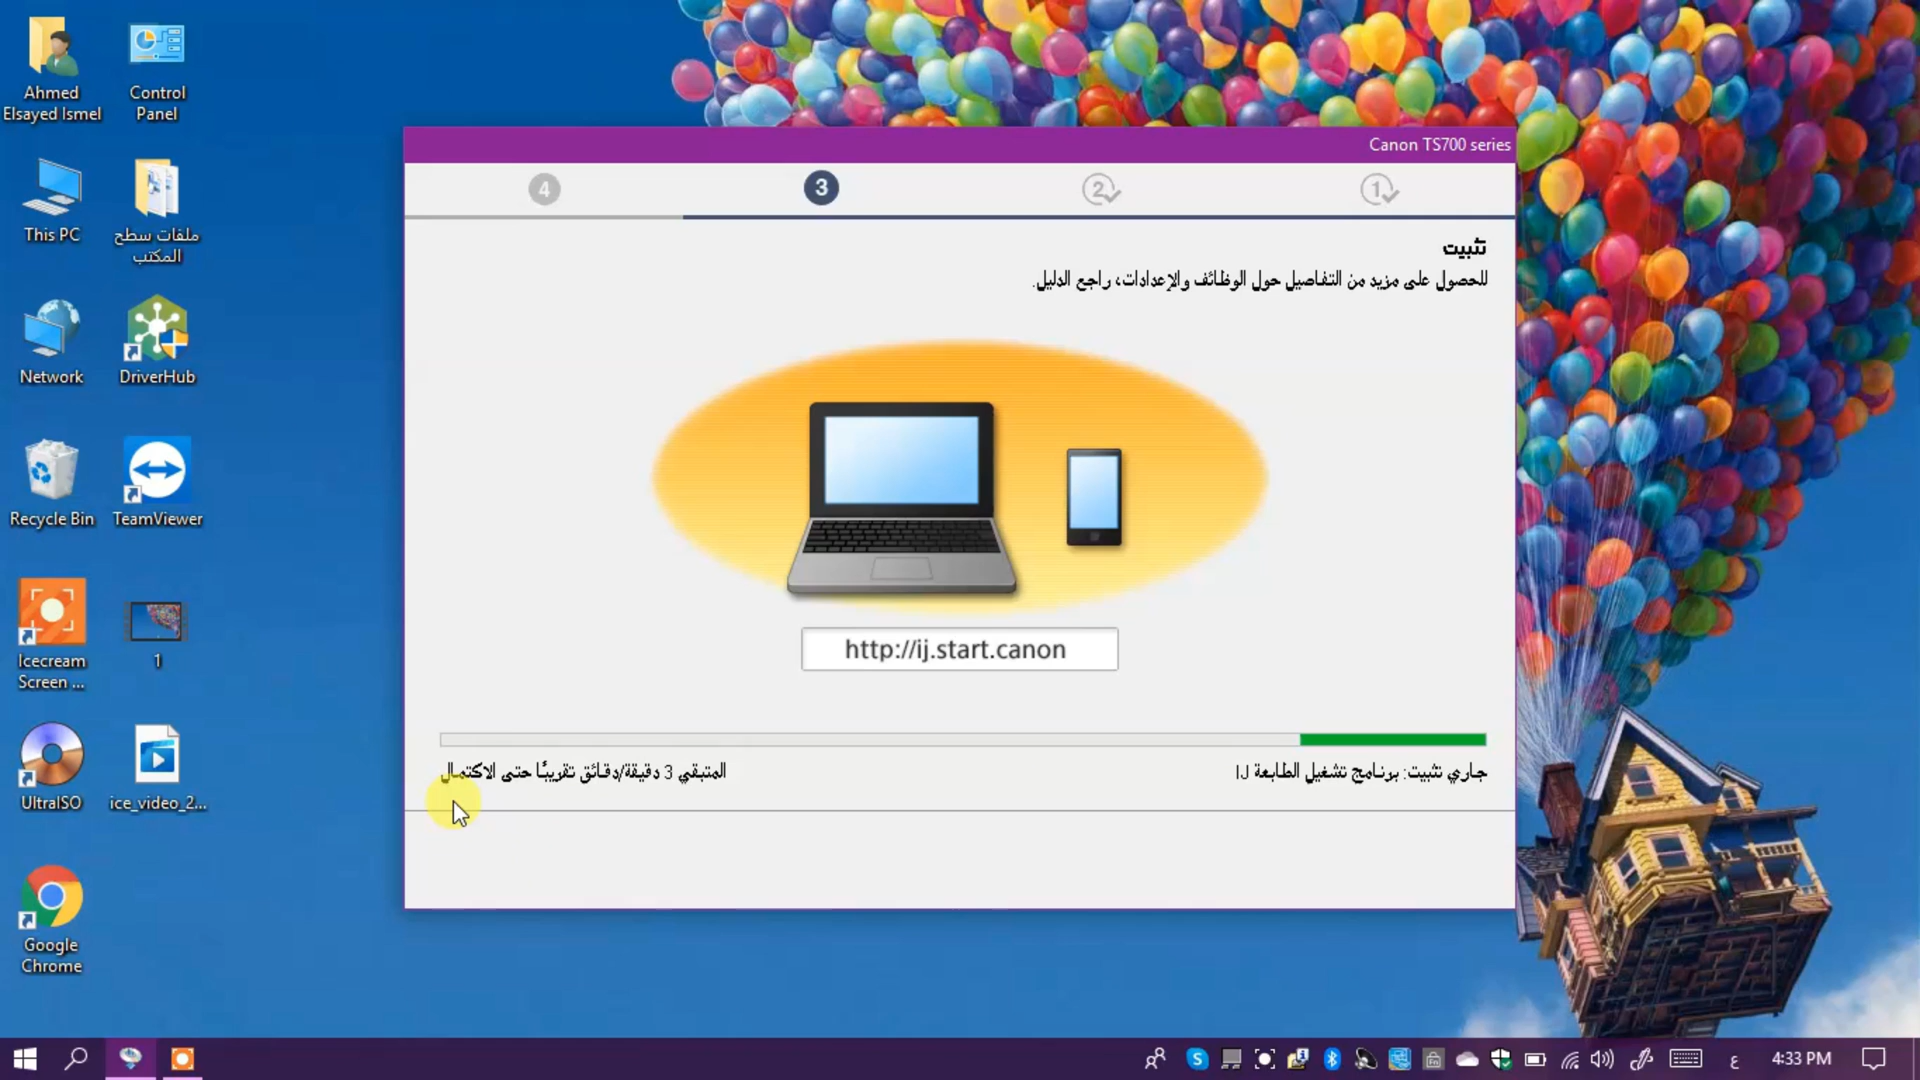 Ahmed
Elsayed Ismel
Control
Panel
This PC
ملفات سطح
المكتب
Network
DriverHub
Recycle Bin
TeamViewer
Icecream
Screen ...
1
UltraISO
ice_video_2...
Google
Chrome
Canon TS700 series
1
2
3
4
تثبيت
للحصول على مزيد من التفاصيل حول الوظائف والإعدادات، راجع الدليل.
http://ij.start.canon
جاري تثبيت: برنامج تشغيل الطابعة IJ
المتبقي 3 دقيقة/دقائق تقريبًا حتى الاكتمال
ع
4:33 PM